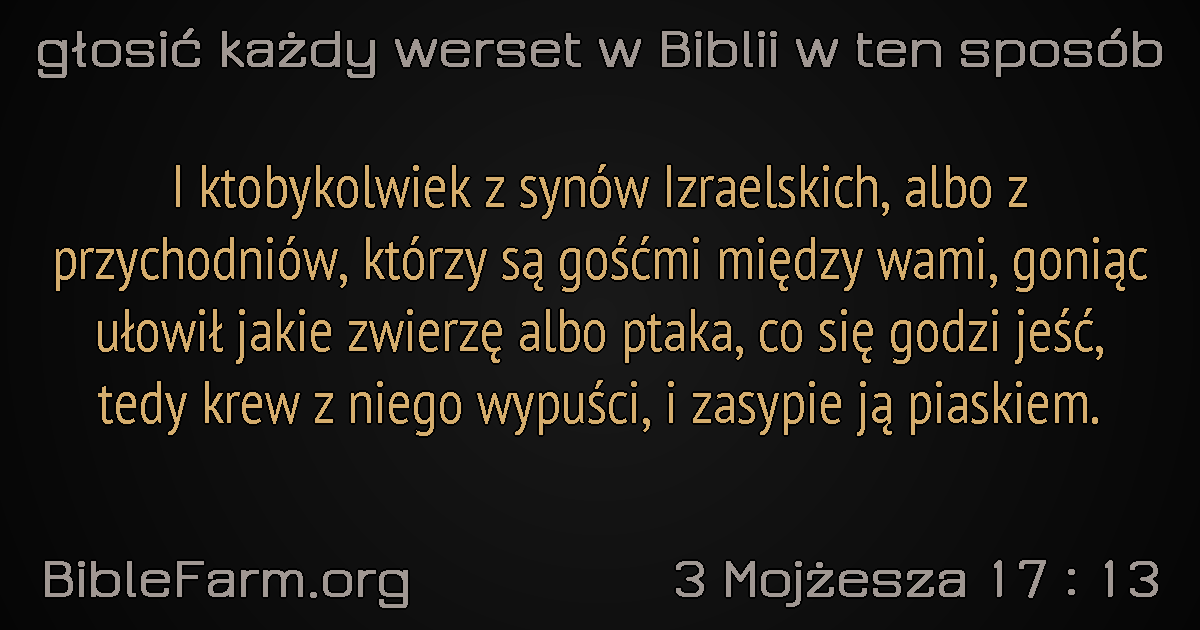 głosić każdy werset w Biblii w ten sposób
I ktobykolwiek z synów Izraelskich, albo z
przychodniów, którzy są gośćmi między wami, goniąc
ułowił jakie zwierzę albo ptaka, co się godzi jeść,
tedy krew z niego wypuści, i zasypie ją piaskiem.
BibleFarm.org
3 Mojżesza 17 : 13